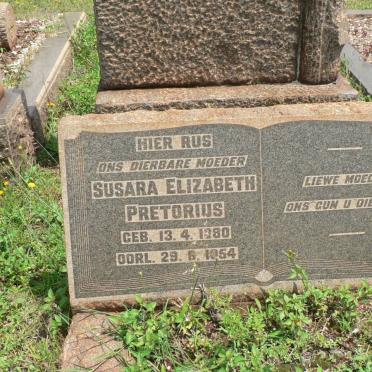 HIER RUS
ONS DIERBARE MOEDER
SUSARA ELIZABETH
PRETORIUS
GEB. 13. 4. 1880
OORL. 29. 6. 1954
LIEWE
ONS GUN U DIE